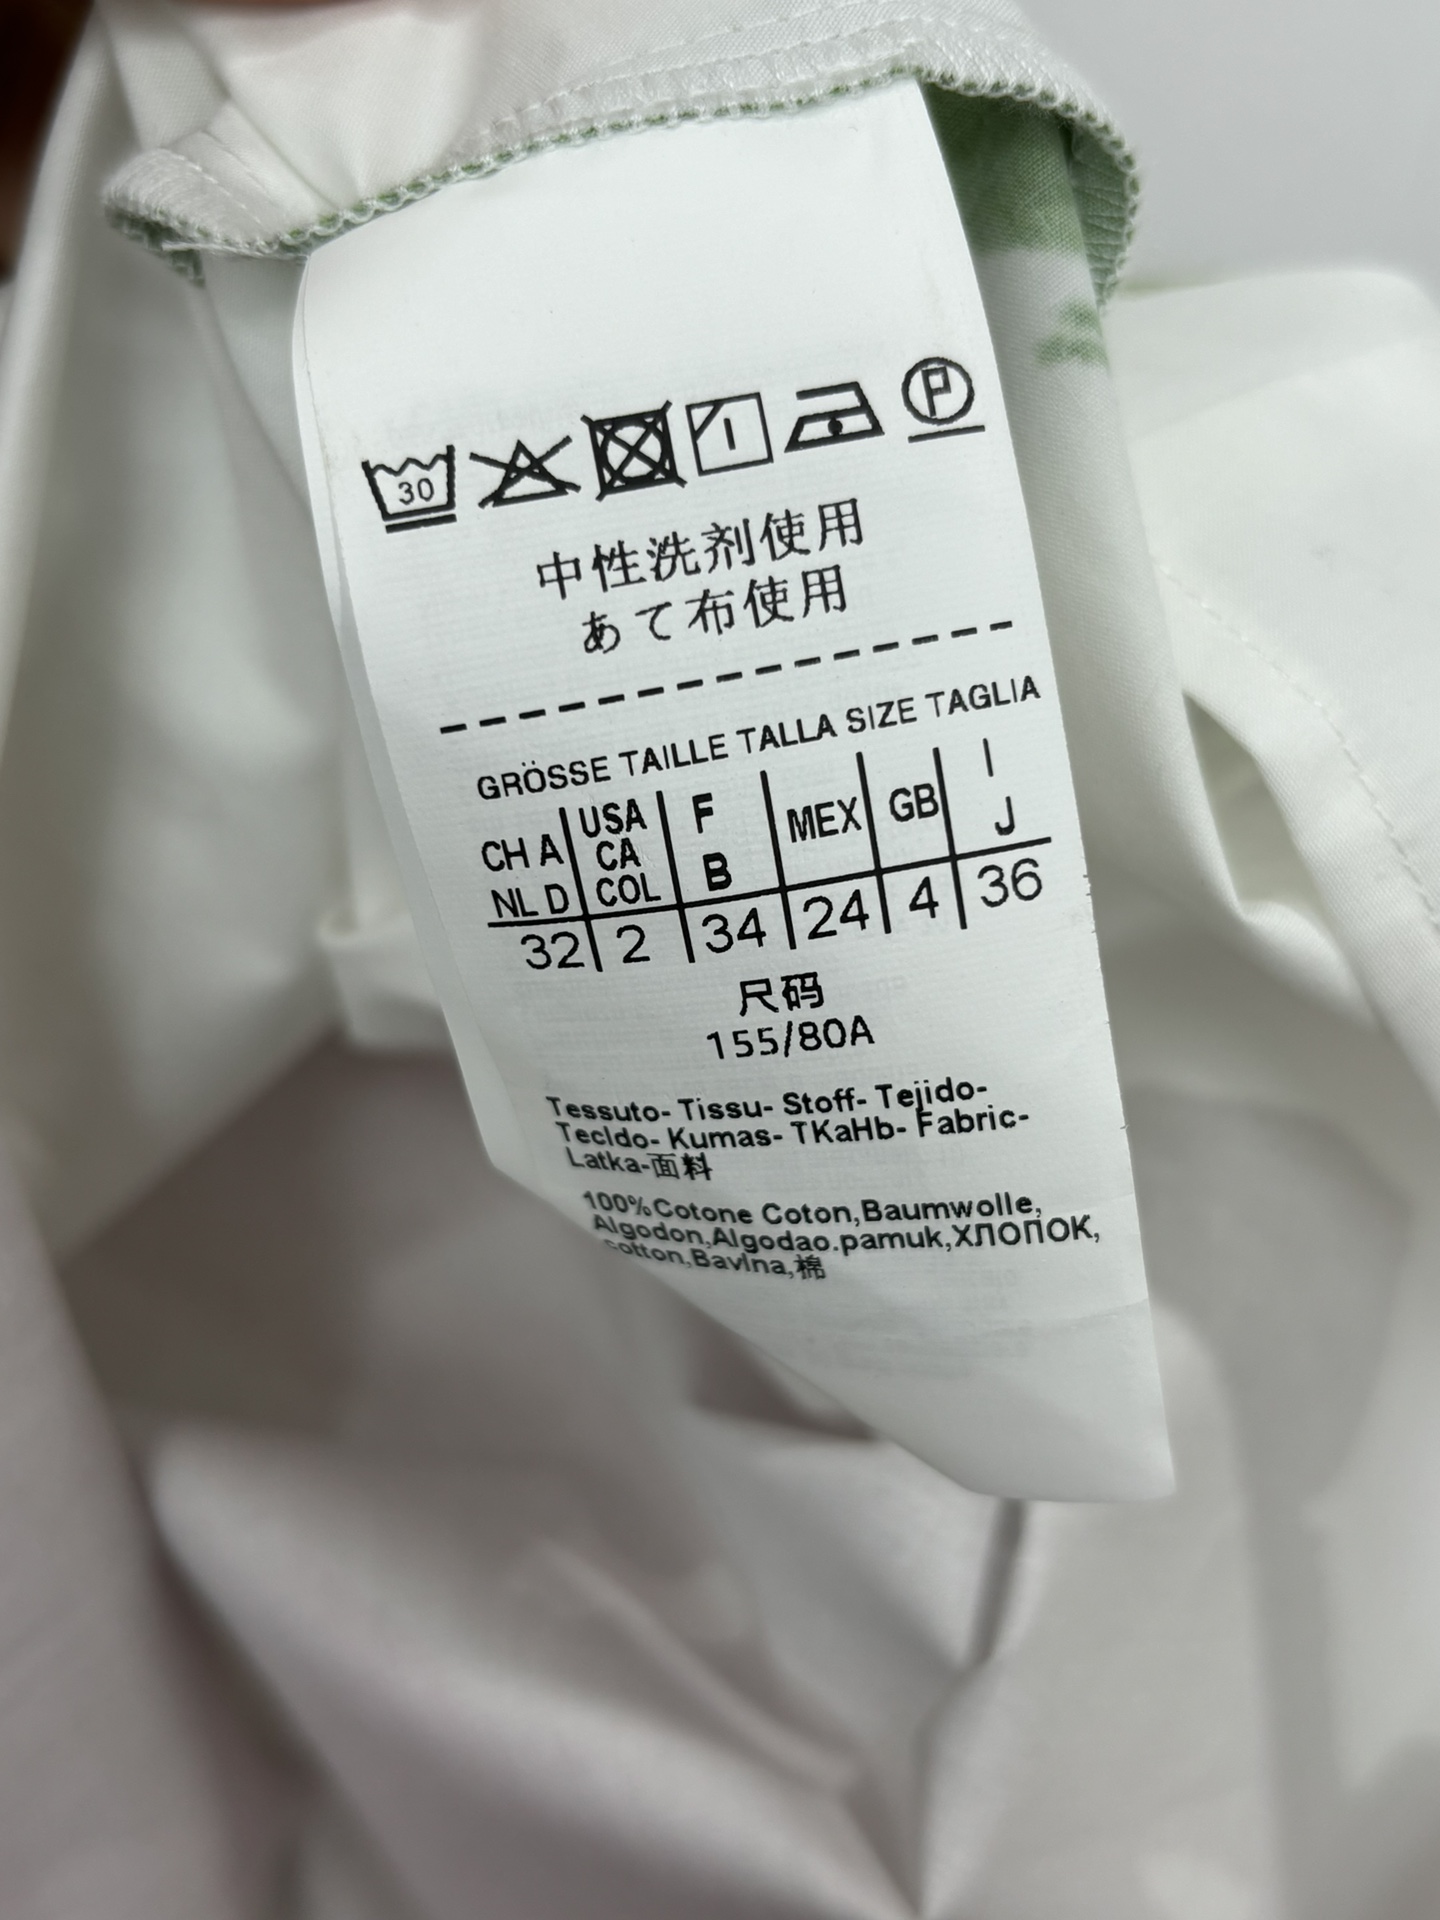 30
P
中性洗剤使用
あて布使用
GRÖSSE TAILLE TALLA SIZE TAGLIA
CH A NL D | USA CA COL | F B | MEX | GB | I J
32 | 2 | 34 | 24 | 4 | 36
尺码
155/80A
Tessuto- Tissu- Stoff- Tejido-
Tecldo- Kumas- TKaHb- Fabric-
Latka-面料
100%Cotone Coton,Baumwolle,
Algodon,Algodao.pamuk,ХЛОПОК,
cotton,Bavlna,棉